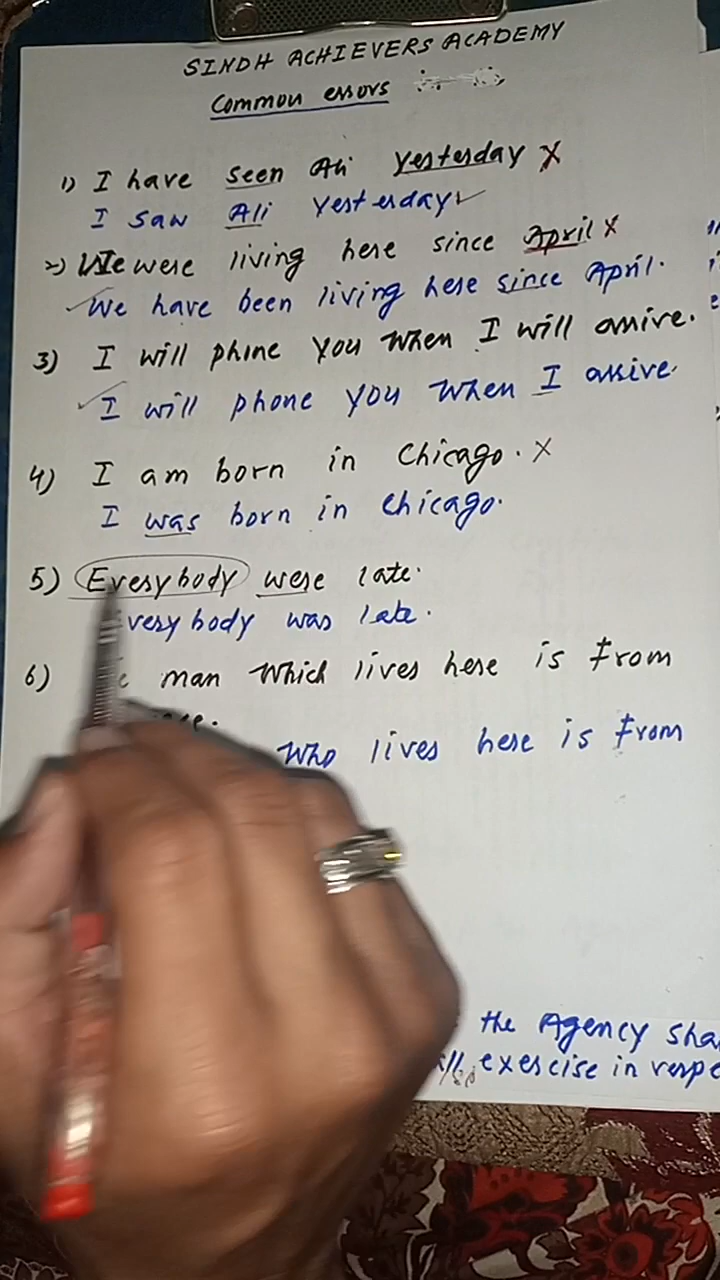 SINDH ACHIEVERS ACADEMY
Common errors
1) I have seen Ali yesterday X
I saw Ali yesterday ✓
2) We were living here since April X
✓ We have been living here since April.
3) I will phine you when I will arrive.
✓ I will phone you when I arrive
4) I am born in Chicago. X
I was born in Chicago.
5) Everybody were late.
Everybody was late.
6) man which lives here is from
who lives here is from
the Agency sha
exercise in respe